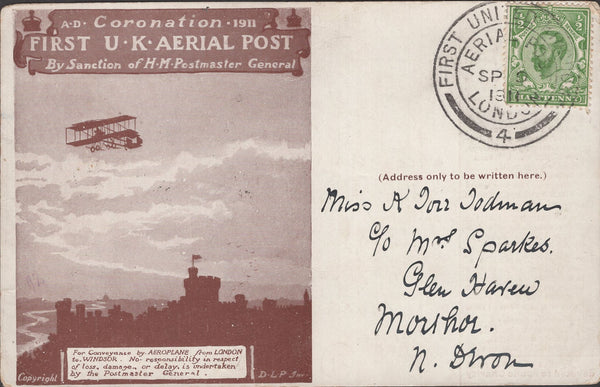 A·D· Coronation · 1911
FIRST U·K·AERIAL POST
By Sanction of H·M·Postmaster General
FIRST UNI
AERIA
SP
191
LONDO
4
HALFPENNY
(Address only to be written here.)
Miss K Torr Todman
c/o Mrs Sparkes.
Glen Haven
Morthoe.
N. Devon
For Conveyance by AEROPLANE from LONDON
to WINDSOR. No responsibility in respect
of loss, damage, or delay, is undertaken
by the Postmaster General.
Copyright
D·L·P Inv.